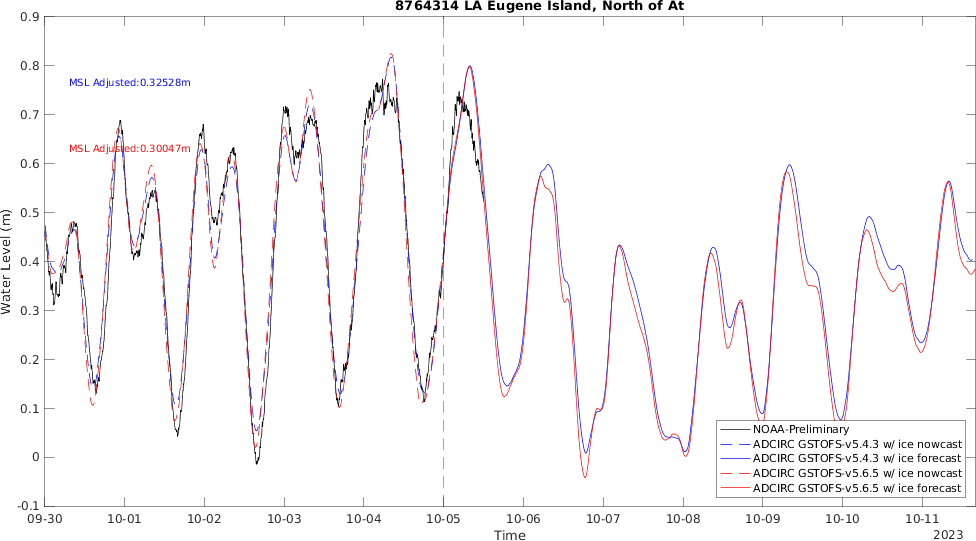 8764314 LA Eugene Island, North of At
MSL Adjusted:0.32528m
MSL Adjusted:0.30047m
Water Level (m)
0.9
0.8
0.7
0.6
0.5
0.4
0.3
0.2
0.1
0
-0.1
NOAA-Preliminary
ADCIRC GSTOFS-v5.4.3 w/ ice nowcast
ADCIRC GSTOFS-v5.4.3 w/ ice forecast
ADCIRC GSTOFS-v5.6.5 w/ ice nowcast
ADCIRC GSTOFS-v5.6.5 w/ ice forecast
09-30 10-01 10-02 10-03 10-04 10-05 10-06 10-07 10-08 10-09 10-10 10-11
Time
2023